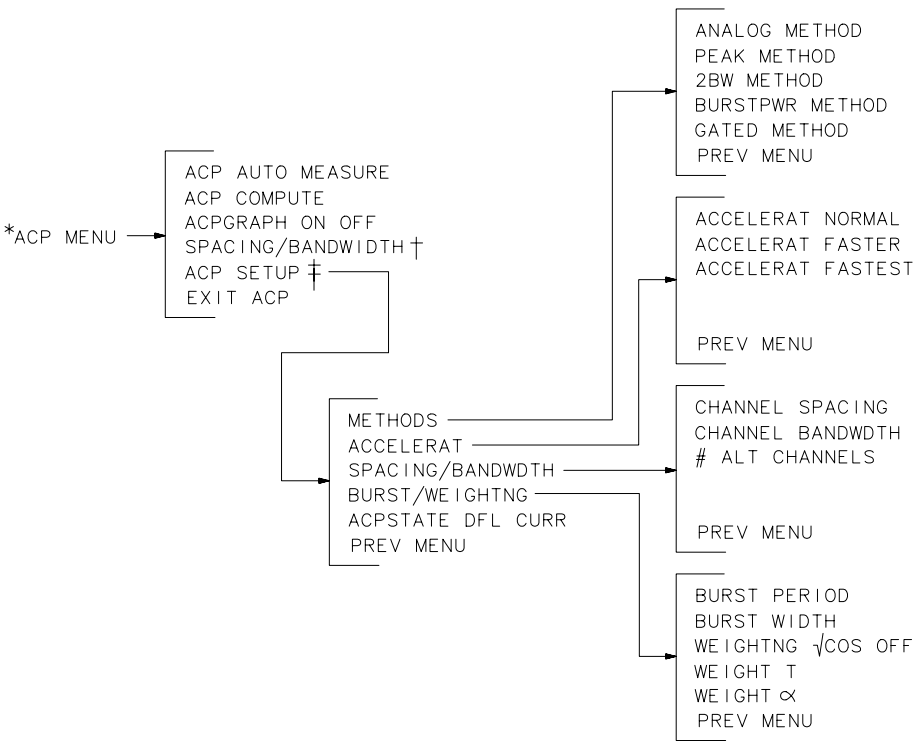 *ACP MENU
ACP AUTO MEASURE
ACP COMPUTE
ACPGRAPH ON OFF
SPACING/BANDWIDTH †
ACP SETUP ‡
EXIT ACP
METHODS
ACCELERAT
SPACING/BANDWDTH
BURST/WEIGHTNG
ACPSTATE DFL CURR
PREV MENU
ANALOG METHOD
PEAK METHOD
2BW METHOD
BURSTPWR METHOD
GATED METHOD
PREV MENU
ACCELERAT NORMAL
ACCELERAT FASTER
ACCELERAT FASTEST
PREV MENU
CHANNEL SPACING
CHANNEL BANDWDTH
# ALT CHANNELS
PREV MENU
BURST PERIOD
BURST WIDTH
WEIGHTNG √COS OFF
WEIGHT T
WEIGHT ∝
PREV MENU